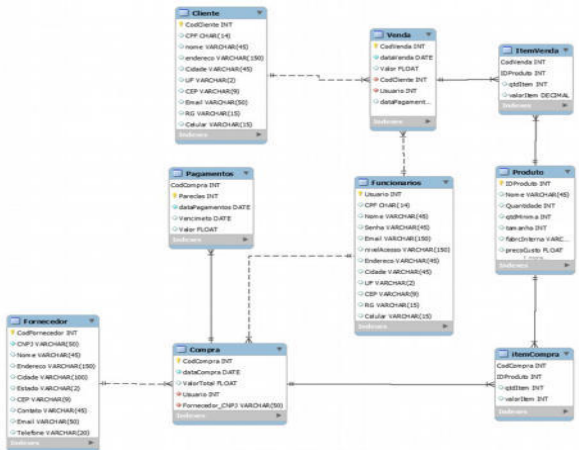 Cliente
CodCliente INT
CPF CHAR(14)
nome VARCHAR(45)
endereco VARCHAR(150)
Cidade VARCHAR(45)
UF VARCHAR(2)
CEP VARCHAR(9)
Email VARCHAR(50)
RG VARCHAR(15)
Celular VARCHAR(15)
Indexes
Venda
CodVenda INT
dataVenda DATE
Valor FLOAT
CodCliente INT
Usuario INT
dataPagament...
Indexes
ItemVenda
CodVenda INT
IDProduto INT
qtdItem INT
valorItem DECIMAL
Indexes
Pagamentos
CodCompra INT
Parcelas INT
dataPagamentos DATE
Vencimeto DATE
Valor FLOAT
Indexes
Funcionarios
Usuario INT
CPF CHAR(14)
Nome VARCHAR(45)
Senha VARCHAR(45)
Email VARCHAR(150)
nivelAcesso VARCHAR(150)
Endereco VARCHAR(45)
Cidade VARCHAR(45)
UF VARCHAR(2)
CEP VARCHAR(9)
RG VARCHAR(15)
Celular VARCHAR(15)
Indexes
Produto
IDProduto INT
Nome VARCHAR(45)
Quantidade INT
qtdMinima INT
tamanho INT
fabrcInterna VARC...
precoCusto FLOAT
Indexes
Fornecedor
CodFornecedor INT
CNPJ VARCHAR(50)
Nome VARCHAR(45)
Endereco VARCHAR(150)
Cidade VARCHAR(100)
Estado VARCHAR(2)
CEP VARCHAR(9)
Contato VARCHAR(45)
Email VARCHAR(50)
Telefone VARCHAR(20)
Indexes
Compra
CodCompra INT
dataCompra DATE
ValorTotal FLOAT
Usuario INT
Fornecedor_CNPJ VARCHAR(50)
Indexes
itemCompra
CodCompra INT
IDProduto INT
qtdItem INT
valorItem INT
Indexes